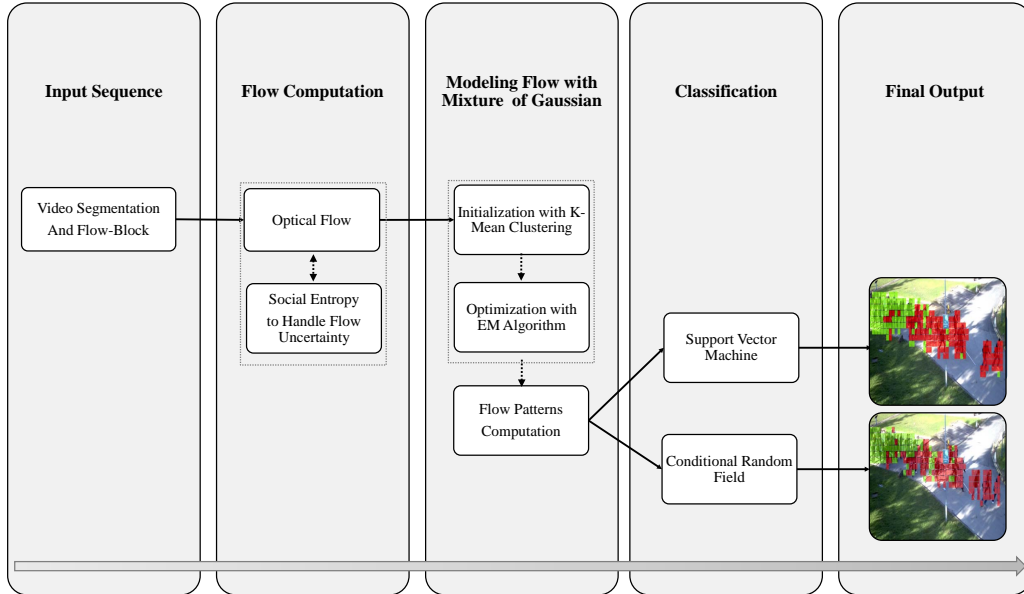 Input Sequence
Flow Computation
Modeling Flow with
Mixture of Gaussian
Classification
Final Output
Video Segmentation
And Flow-Block
Optical Flow
Social Entropy
to Handle Flow
Uncertainty
Initialization with K-
Mean Clustering
Optimization with
EM Algorithm
Flow Patterns
Computation
Support Vector
Machine
Conditional Random
Field